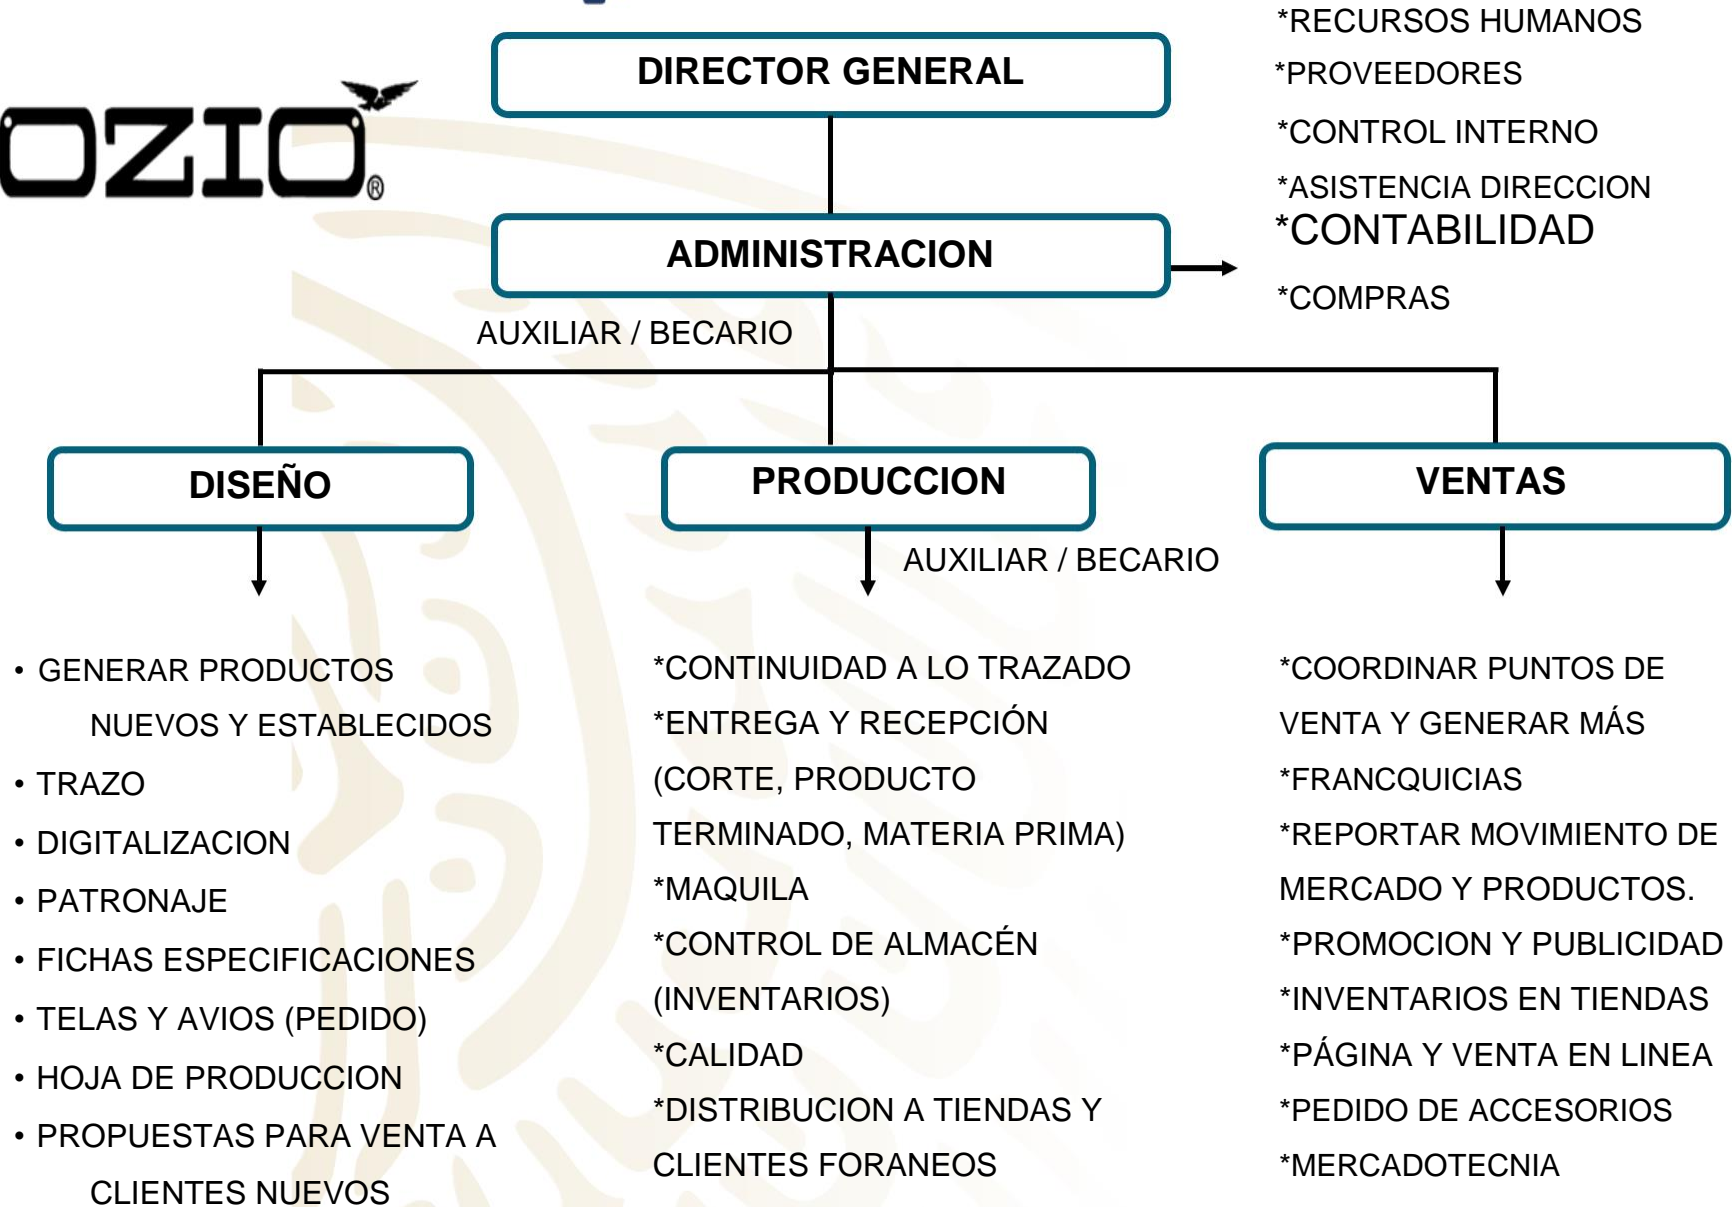 OZIO®
DIRECTOR GENERAL
*RECURSOS HUMANOS
*PROVEEDORES
*CONTROL INTERNO
*ASISTENCIA DIRECCION
*CONTABILIDAD
*COMPRAS
ADMINISTRACION
AUXILIAR / BECARIO
DISEÑO
• GENERAR PRODUCTOS
NUEVOS Y ESTABLECIDOS
• TRAZO
• DIGITALIZACION
• PATRONAJE
• FICHAS ESPECIFICACIONES
• TELAS Y AVIOS (PEDIDO)
• HOJA DE PRODUCCION
• PROPUESTAS PARA VENTA A
CLIENTES NUEVOS
PRODUCCION
AUXILIAR / BECARIO
*CONTINUIDAD A LO TRAZADO
*ENTREGA Y RECEPCIÓN
(CORTE, PRODUCTO
TERMINADO, MATERIA PRIMA)
*MAQUILA
*CONTROL DE ALMACÉN
(INVENTARIOS)
*CALIDAD
*DISTRIBUCION A TIENDAS Y
CLIENTES FORANEOS
VENTAS
*COORDINAR PUNTOS DE
VENTA Y GENERAR MÁS
*FRANCQUICIAS
*REPORTAR MOVIMIENTO DE
MERCADO Y PRODUCTOS.
*PROMOCION Y PUBLICIDAD
*INVENTARIOS EN TIENDAS
*PÁGINA Y VENTA EN LINEA
*PEDIDO DE ACCESORIOS
*MERCADOTECNIA